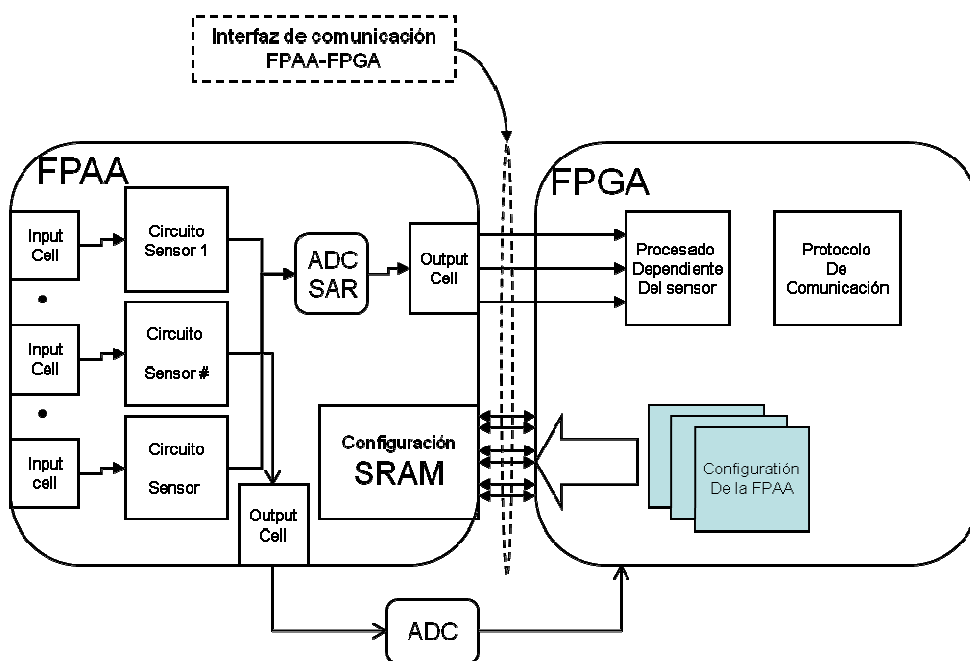 Interfaz de comunicación
FPAA-FPGA
FPAA
Input
Cell
Circuito
Sensor 1
Input
Cell
Circuito
Sensor #
Input
cell
Circuito
Sensor
ADC
SAR
Output
Cell
Configuración
SRAM
Output
Cell
ADC
FPGA
Procesado
Dependiente
Del sensor
Protocolo
De
Comunicación
Configuratión
De la FPAA